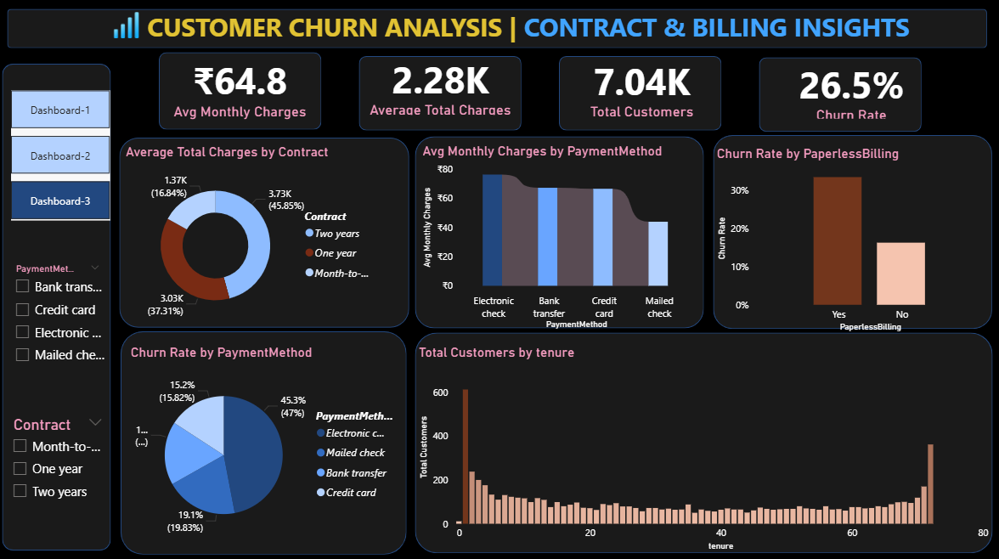 CUSTOMER CHURN ANALYSIS | CONTRACT & BILLING INSIGHTS
Dashboard-1
Dashboard-2
Dashboard-3
PaymentMet...
Bank trans...
Credit card
Electronic ...
Mailed che...
Contract
Month-to-...
One year
Two years
₹64.8
Avg Monthly Charges
2.28K
Average Total Charges
7.04K
Total Customers
26.5%
Churn Rate
Average Total Charges by Contract
1.37K
(16.84%)
3.73K
(45.85%)
3.03K
(37.31%)
Contract
Two years
One year
Month-to-...
Avg Monthly Charges by PaymentMethod
Avg Monthly Charges
₹80
₹60
₹40
₹20
₹0
Electronic
check
Bank
transfer
Credit
card
Mailed
check
PaymentMethod
Churn Rate by PaperlessBilling
Churn Rate
30%
20%
10%
0%
Yes
No
PaperlessBilling
Churn Rate by PaymentMethod
15.2%
(15.82%)
45.3%
(47%)
1...
(...)
19.1%
(19.83%)
PaymentMeth...
Electronic c...
Mailed check
Bank transfer
Credit card
Total Customers by tenure
Total Customers
600
400
200
0
0
20
40
60
80
tenure